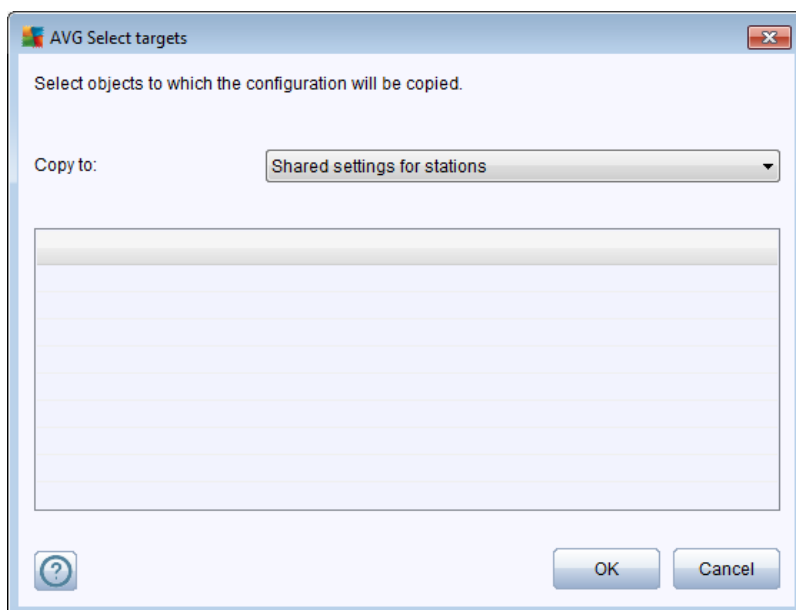 AVG Select targets
Select objects to which the configuration will be copied.
Copy to:
Shared settings for stations
?
OK
Cancel